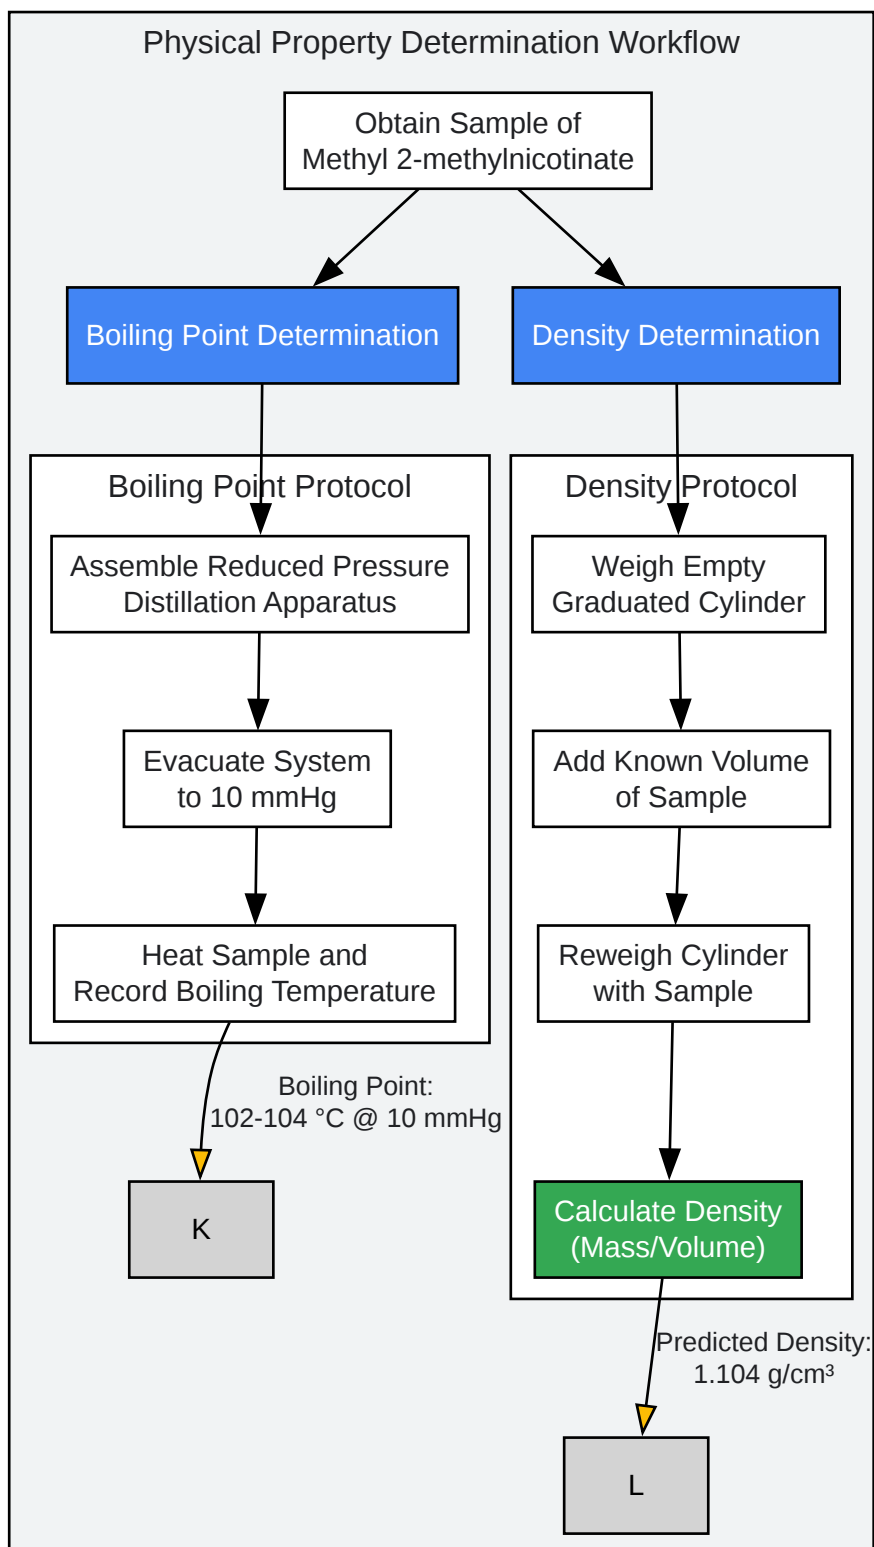 Physical Property Determination Workflow
Obtain Sample of
Methyl 2-methylnicotinate
Boiling Point Determination
Density Determination
Boiling Point Protocol
Assemble Reduced Pressure
Distillation Apparatus
Evacuate System
to 10 mmHg
Heat Sample and
Record Boiling Temperature
Boiling Point:
102-104 °C @ 10 mmHg
K
Density Protocol
Weigh Empty
Graduated Cylinder
Add Known Volume
of Sample
Reweigh Cylinder
with Sample
Calculate Density
(Mass/Volume)
Predicted Density:
1.104 g/cm³
L